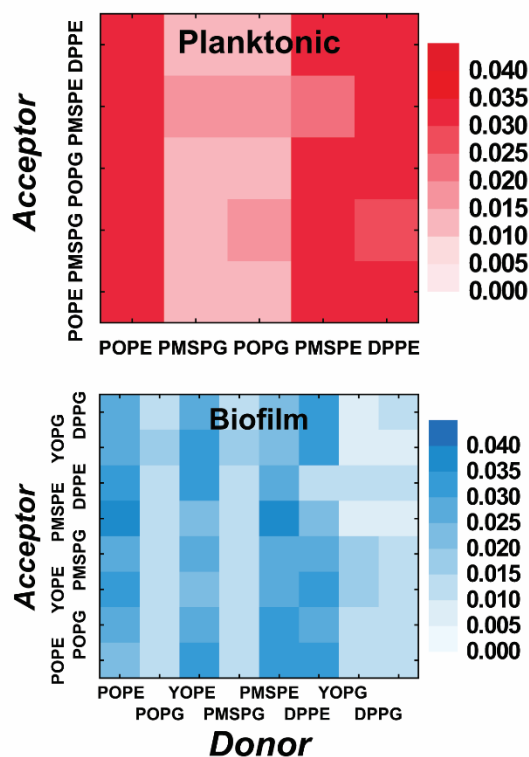 Planktonic
Acceptor
POPE PMSPG POPG PMSPE DPPE
0.040
0.035
0.030
0.025
0.020
0.015
0.010
0.005
0.000
POPE PMSPG POPG PMSPE DPPE
Biofilm
Acceptor
POPE YOPE PMSPE YOPG
POPG PMSPG DPPE DPPG
0.040
0.035
0.030
0.025
0.020
0.015
0.010
0.005
0.000
POPE YOPE PMSPE YOPG
POPG PMSPG DPPE DPPG
Donor